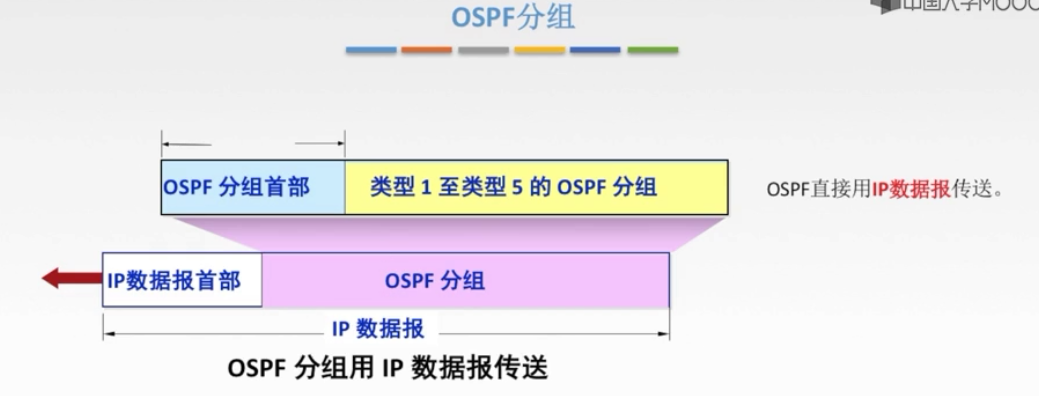 中国大学MOOC
OSPF分组
OSPF 分组首部
类型 1 至类型 5 的 OSPF 分组
OSPF直接用IP数据报传送。
IP数据报首部
OSPF 分组
IP 数据报
OSPF 分组用 IP 数据报传送